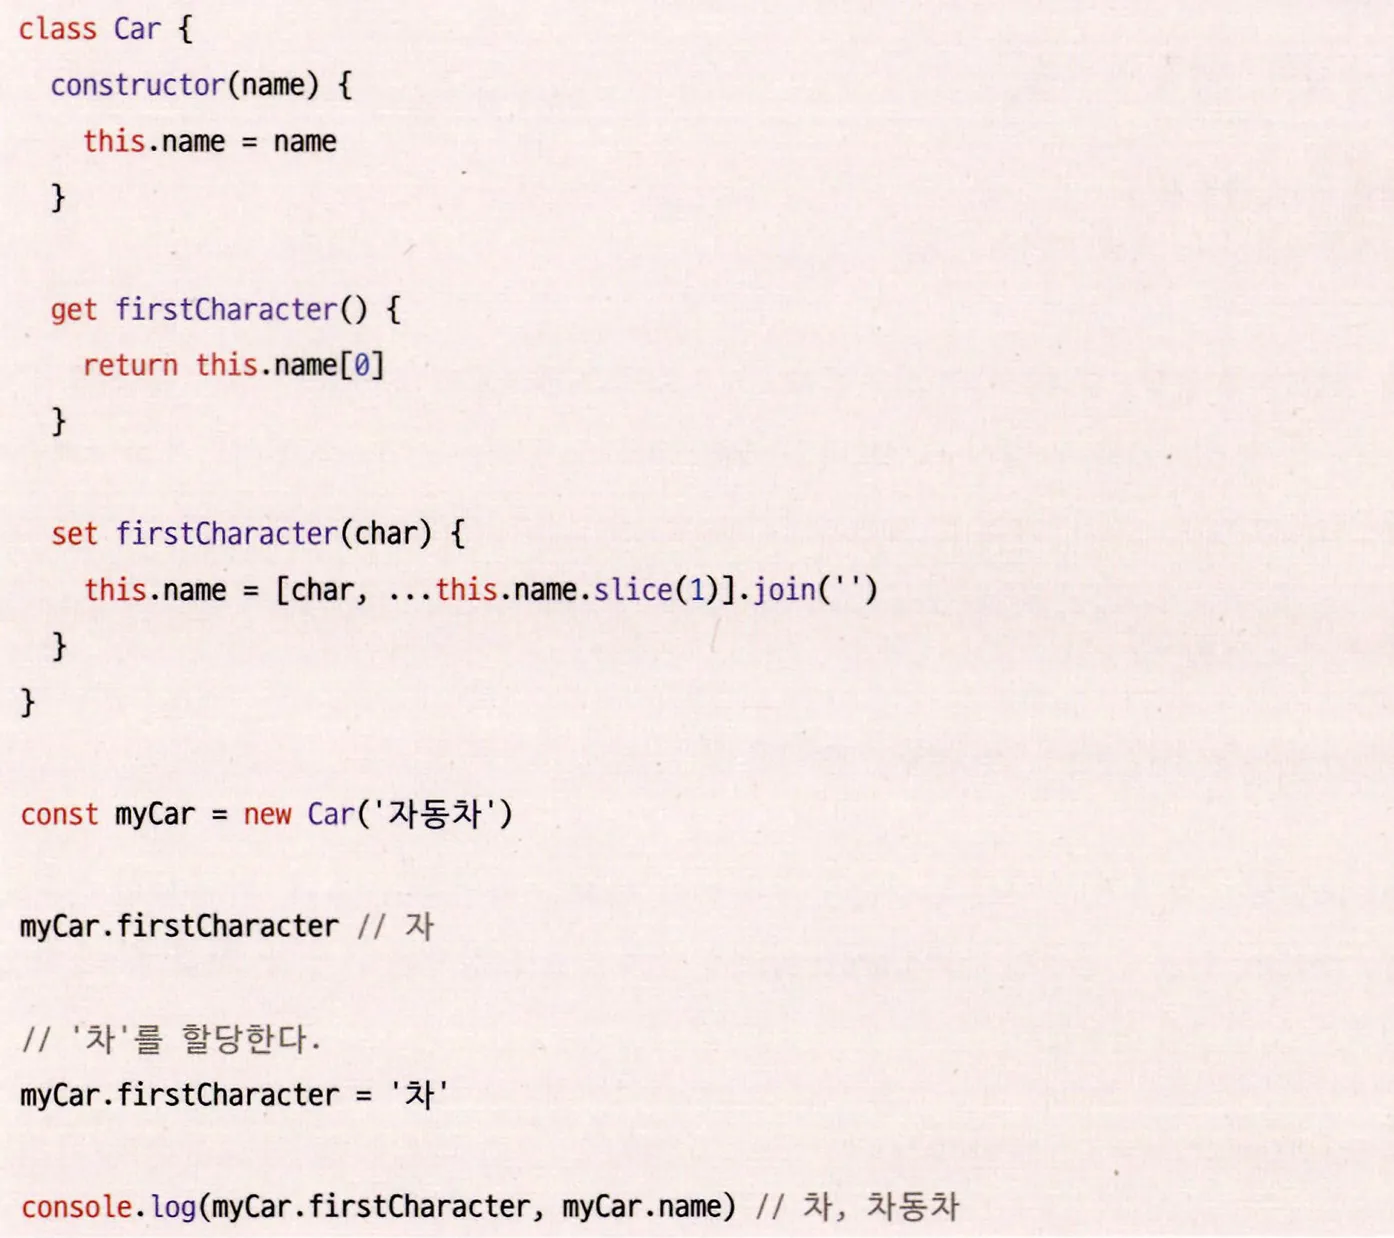 class Car {
  constructor(name) {
    this.name = name
  }

  get firstCharacter() {
    return this.name[0]
  }

  set firstCharacter(char) {
    this.name = [char, ...this.name.slice(1)].join('')
  }
}

const myCar = new Car('자동차')

myCar.firstCharacter // 자

// '차'를 할당한다.
myCar.firstCharacter = '차'

console.log(myCar.firstCharacter, myCar.name) // 차, 차동차